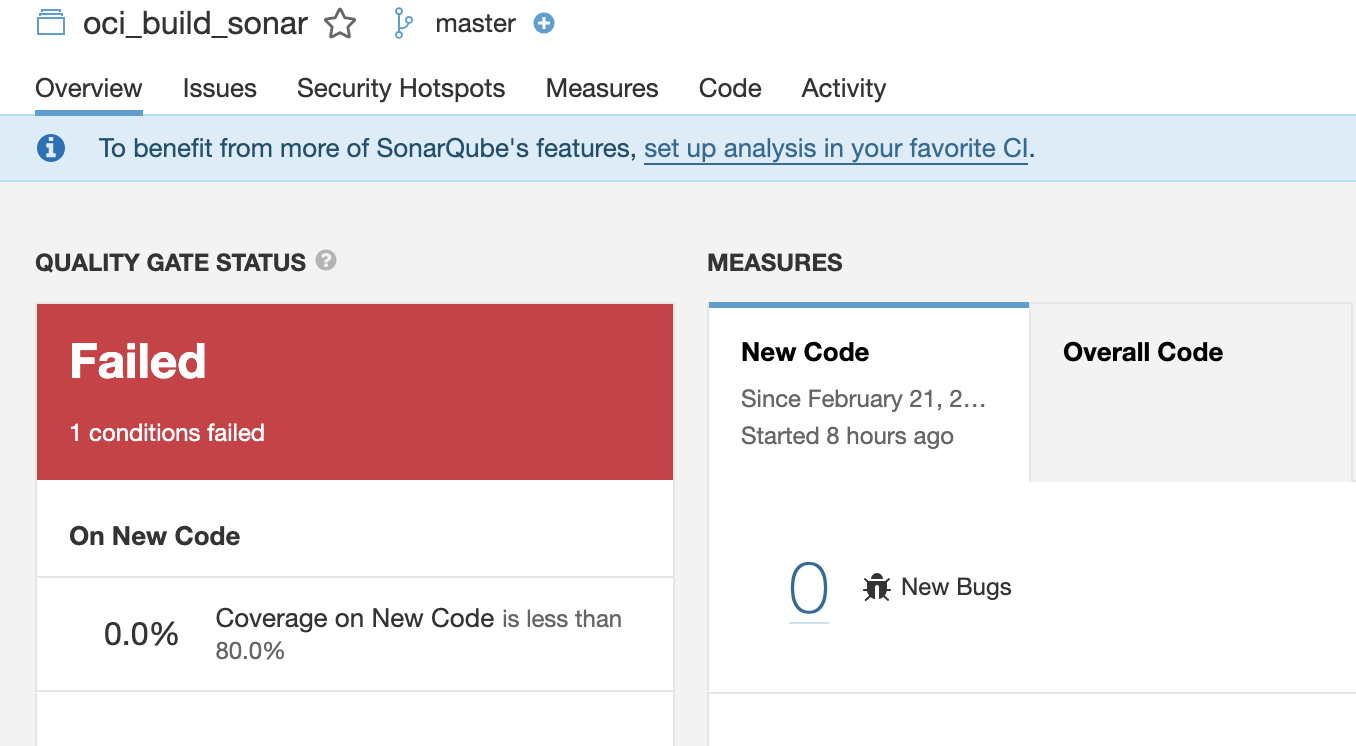 oci_build_sonar master
Overview Issues Security Hotspots Measures Code Activity
To benefit from more of SonarQube's features, set up analysis in your favorite CI.
QUALITY GATE STATUS
Failed
1 conditions failed
On New Code
0.0%
Coverage on New Code is less than
80.0%
MEASURES
New Code
Since February 21, 2…
Started 8 hours ago
Overall Code
0 New Bugs